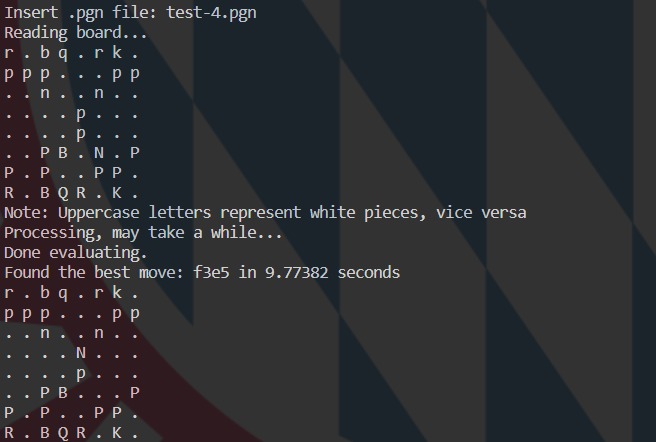 Insert .pgn file: test-4.pgn
Reading board...
r . b q . r k .
p p p . . . p p
. . n . . n . .
. . . . p . . .
. . . . p . . .
. . P B . N . P
P . P . . P P .
R . B Q R . K .
Note: Uppercase letters represent white pieces, vice versa
Processing, may take a while...
Done evaluating.
Found the best move: f3e5 in 9.77382 seconds
r . b q . r k .
p p p . . . p p
. . n . . n . .
. . . . N . . .
. . . . p . . .
. . P B . . . P
P . P . . P P .
R . B Q R . K .